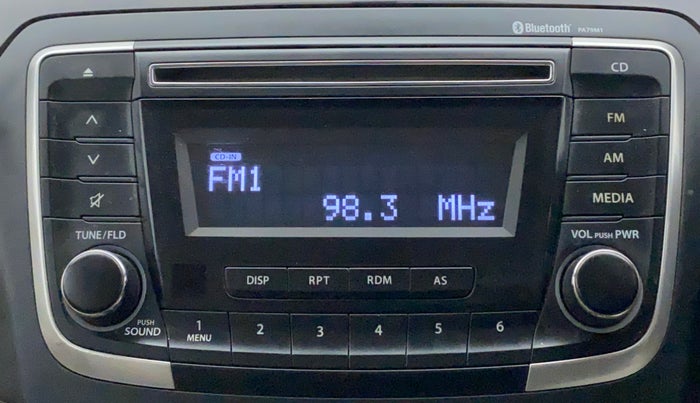 Bluetooth PA70M1
CD
FM
AM
MEDIA
CD-IN
FM1
98.3 MHz
TUNE/FLD
VOL PUSH PWR
DISP RPT RDM AS
PUSH
SOUND
1 2 3 4 5 6
MENU